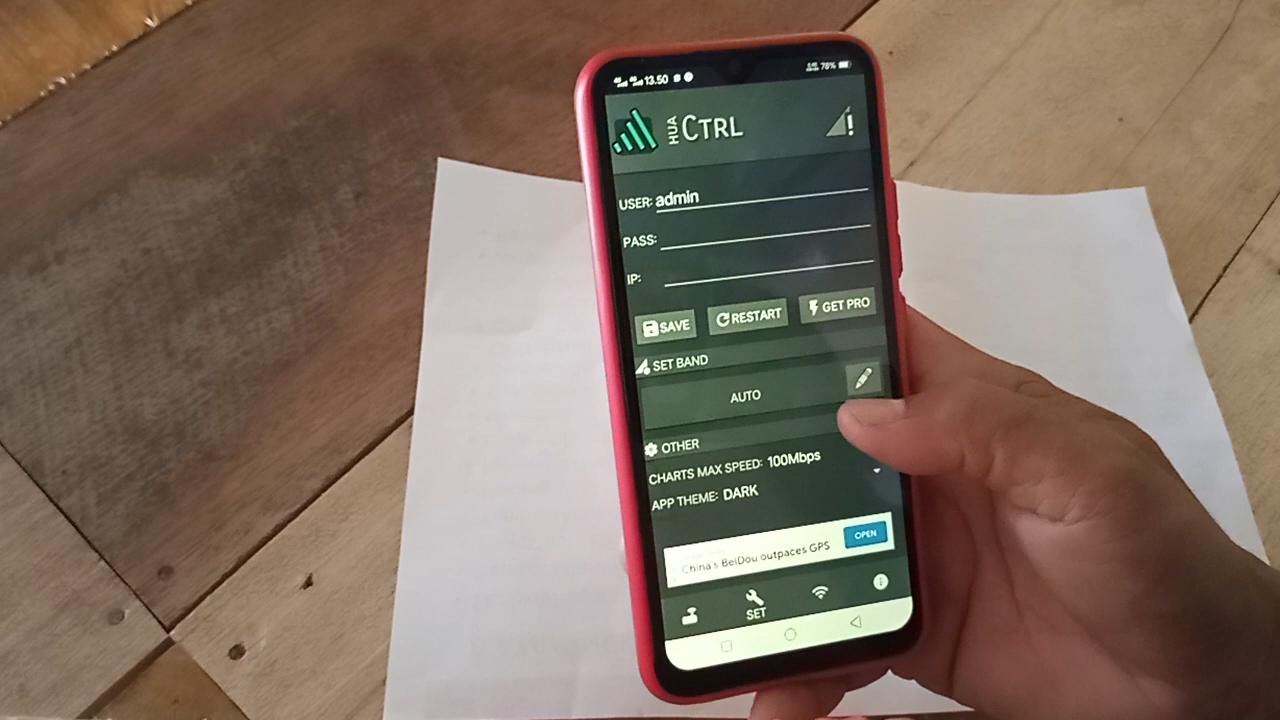 13.50 78%
HUA CTRL
USER: admin
PASS:
IP:
SAVE RESTART GET PRO
SET BAND
AUTO
OTHER
CHARTS MAX SPEED: 100Mbps
APP THEME: DARK
China's BeiDou outpaces GPS OPEN
SET